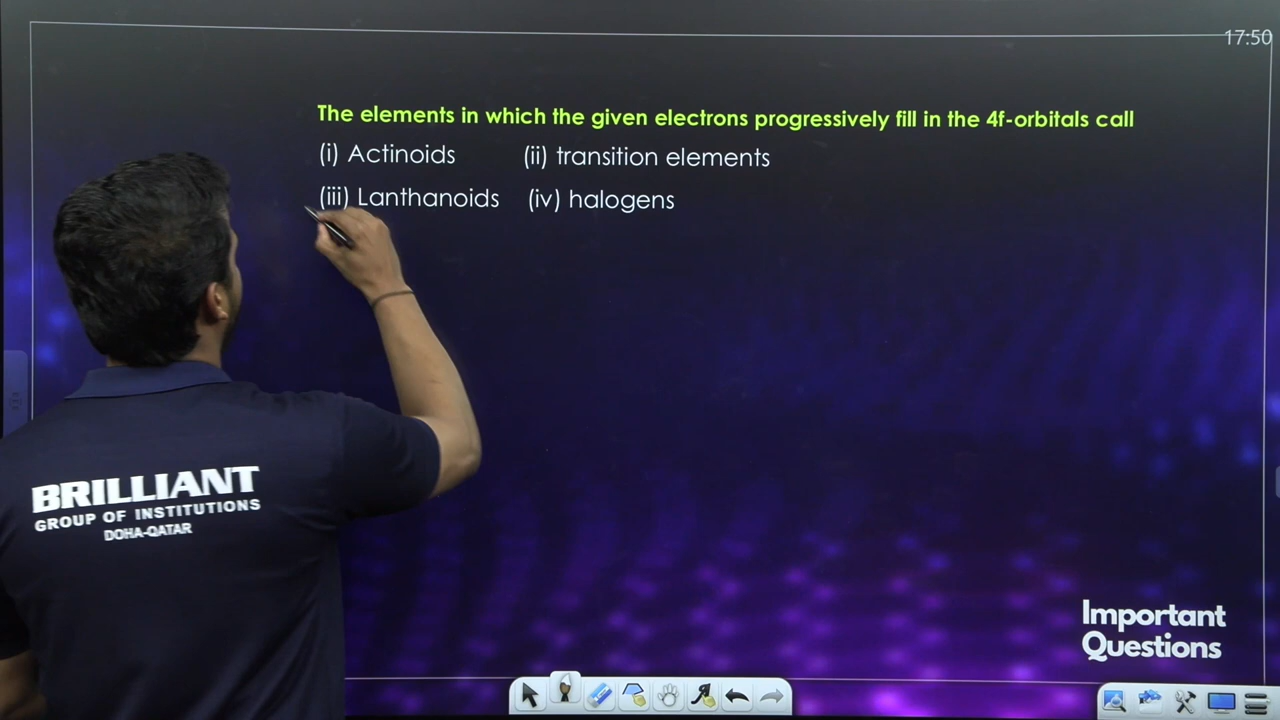 17:50
The elements in which the given electrons progressively fill in the 4f-orbitals call
(i) Actinoids (ii) transition elements
(iii) Lanthanoids (iv) halogens
BRILLIANT
GROUP OF INSTITUTIONS
DOHA-QATAR
Important
Questions